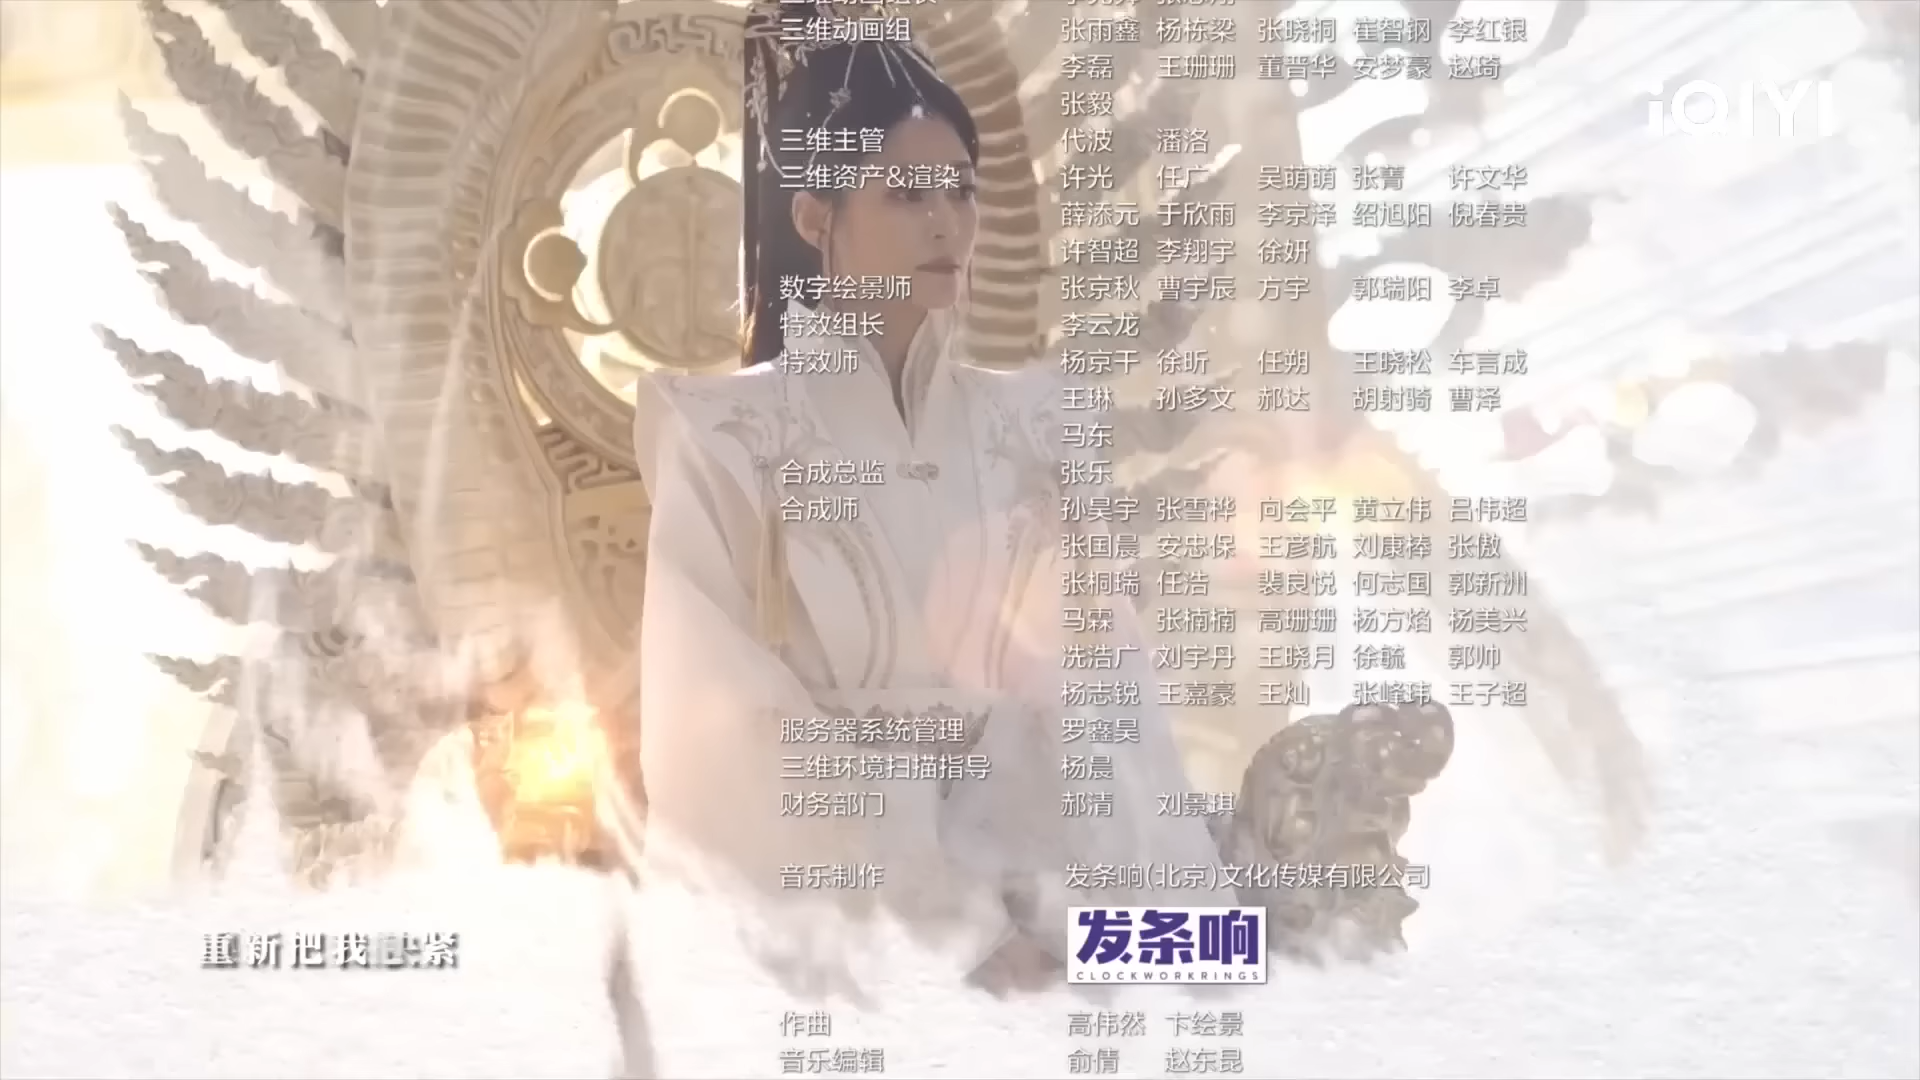 三维动画组 张雨鑫 杨栋梁 张晓桐 崔智钢 李红银
李磊 王珊珊 董晋华 安梦豪 赵琦
张毅
iQIYI
三维主管 代波 潘洛
三维资产&渲染 许光 任广 吴萌萌 张菁 许文华
薛添元 于欣雨 李京泽 绍旭阳 倪春贵
许智超 李翔宇 徐妍
数字绘景师 张京秋 曹宇辰 方宇 郭瑞阳 李卓
特效组长 李云龙
特效师 杨京干 徐昕 任朔 王晓松 车言成
王琳 孙多文 郝达 胡射骑 曹泽
马东
合成总监 张乐
合成师 孙昊宇 张雪桦 向会平 黄立伟 吕伟超
张国晨 安忠保 王彦航 刘康棒 张傲
张桐瑞 任浩 裴良悦 何志国 郭新洲
马霖 张楠楠 高珊珊 杨方焰 杨美兴
冼浩广 刘宇丹 王晓月 徐毓 郭帅
杨志锐 王嘉豪 王灿 张峰玮 王子超
服务器系统管理 罗鑫昊
三维环境扫描指导 杨晨
财务部门 郝清 刘景琪
音乐制作 发条响(北京)文化传媒有限公司
发条响
CLOCKWORKRINGS
重新把我 紧
作曲 高伟然 卞绘景
音乐编辑 俞倩 赵东昆